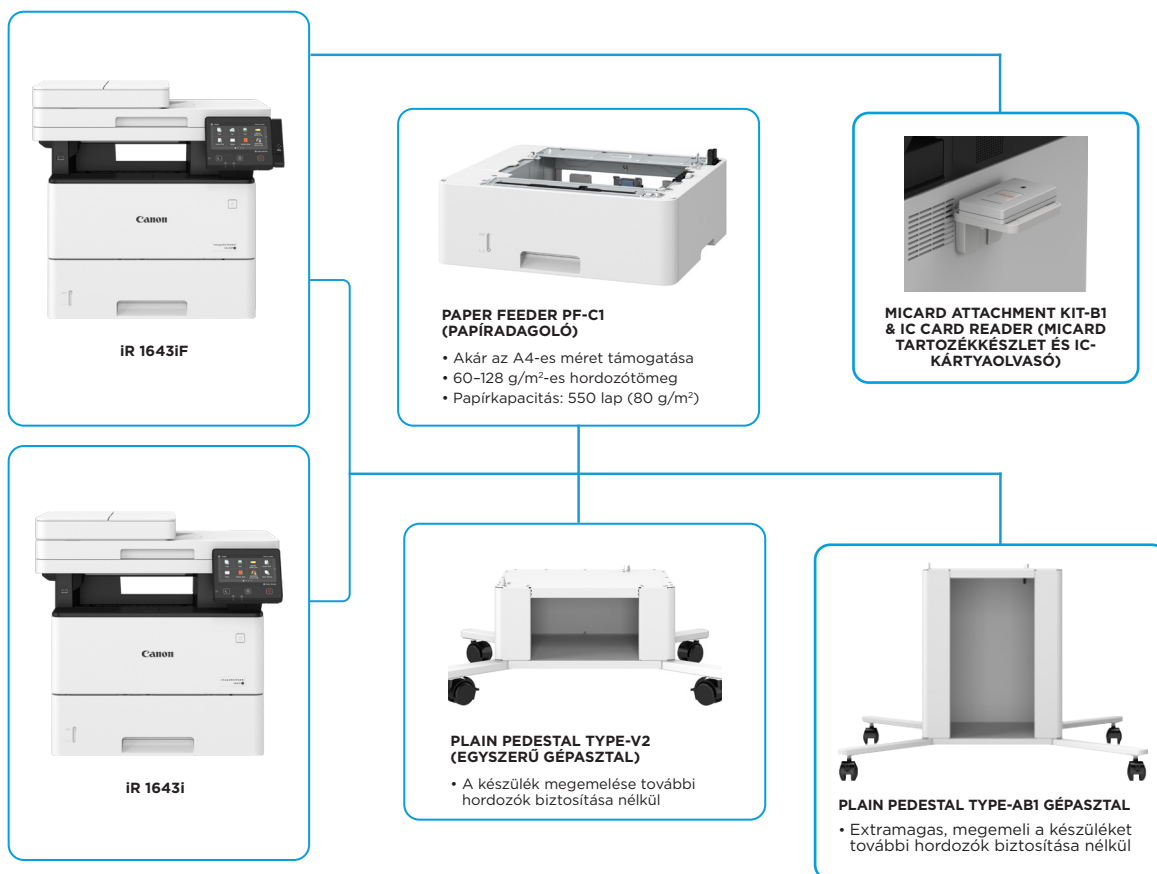 Canon
iR 1643iF
PAPER FEEDER PF-C1
(PAPÍRADAGOLÓ)
• Akár az A4-es méret támogatása
• 60–128 g/m²-es hordozótömeg
• Papírkapacitás: 550 lap (80 g/m²)
MICARD ATTACHMENT KIT-B1
& IC CARD READER (MICARD
TARTOZÉKKÉSZLET ÉS IC-
KÁRTYAOLVASÓ)
Canon
iR 1643i
PLAIN PEDESTAL TYPE-V2
(EGYSZERŰ GÉPASZTAL)
• A készülék megemelése további
hordozók biztosítása nélkül
PLAIN PEDESTAL TYPE-AB1 GÉPASZTAL
• Extramagas, megemeli a készüléket
további hordozók biztosítása nélkül